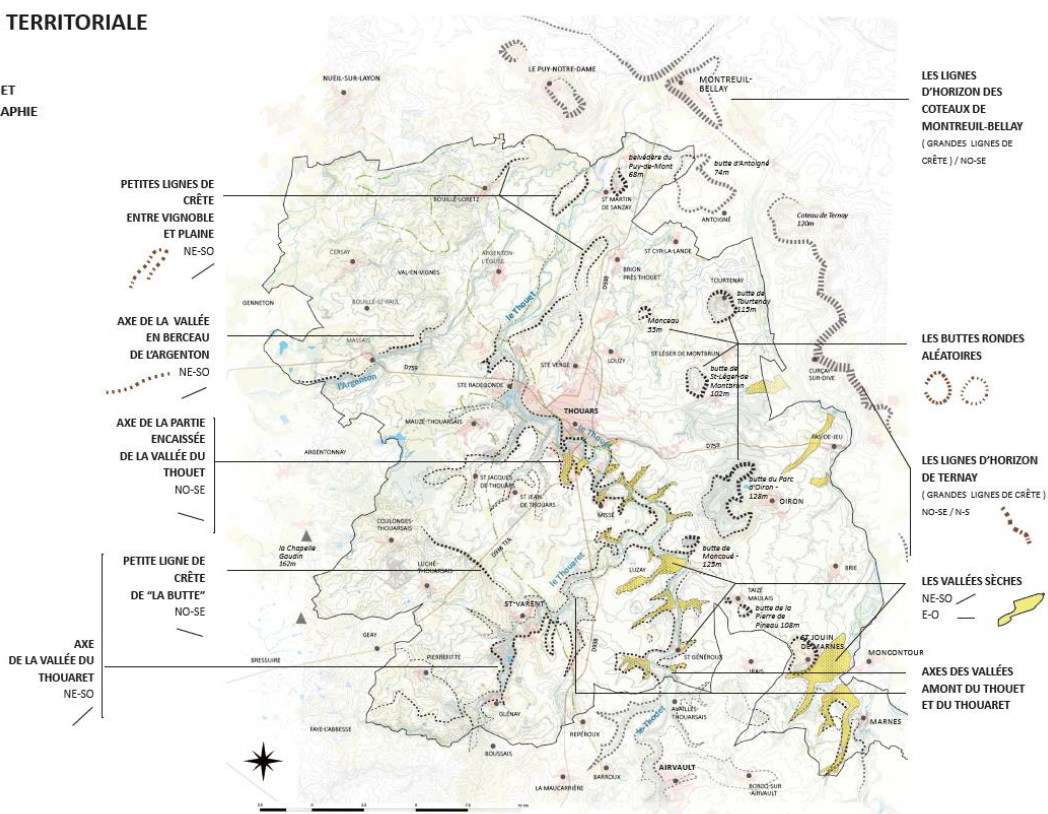 TERRITORIALE
ET
APHIE
PETITES LIGNES DE
CRÊTE
ENTRE VIGNOBLE
ET PLAINE
NE-SO
AXE DE LA VALLÉE
EN BERCEAU
DE L'ARGENTON
NE-SO
AXE DE LA PARTIE
ENCAISSÉE
DE LA VALLÉE DU
THOUET
NO-SE
PETITE LIGNE DE
CRÊTE
DE "LA BUTTE"
NO-SE
AXE
DE LA VALLÉE DU
THOUARET
NE-SO
NUEIL-SUR-LAYON
LE PUY-NOTRE-DAME
MONTREUIL-
BELLAY
belvédère du
Puy-de-Mont
68m
butte d'Antoigné
74m
BOUILLÉ-LORETZ
ST MARTIN
DE SANZAY
ANTOIGNÉ
Coteau de Ternay
120m
CERSAY
ARGENTON-
L'ÉGLISE
VAL-EN-VIGNES
ST CYR-LA-LANDE
BRION
PRÈS THOUET
D938
TOURTENAY
butte de
Tourtenay
115m
GENNETON
BOUILLÉ-ST-PAUL
le Thouet
Monceau
55m
MASSAIS
l'Argenton
D759
STE VERGE
LOUZY
ST LÉGER DE MONTBRUN
butte de
St-Léger-de
Montbrun
102m
CURÇAY-
SUR-DIVE
STE RADEGONDE
THOUARS
le Thouet
MAUZÉ-THOUARSAIS
D759
PAS-DE-JEU
ARGENTONNAY
ST JACQUES
DE THOUARS
ST JEAN
DE THOUARS
MISSÉ
butte du Parc
d'Oiron -
128m
OIRON
COULONGES-
THOUARSAIS
la Chapelle
Gaudin
162m
D938 TER
LUCHÉ-
THOUARSAIS
le Thouaret
LUZAY
butte de
Moncoué -
125m
BRIE
TAIZÉ
MAULAIS
butte de la
Pierre de
Pineau 108m
ST VARENT
GEAY
D938
ST JOUIN
DE MARNES
MONCONTOUR
BRESSUIRE
PIERREFITTE
ST GÉNÉROUX
IRAIS
GLÉNAY
AVAILLES-
THOUARSAIS
le Thouet
MARNES
FAYE-L'ABBESSE
REPÉROUX
BOUSSAIS
BARROUX
AIRVAULT
LA MAUCARRIÈRE
BORCQ-SUR
-AIRVAULT
LES LIGNES
D'HORIZON DES
COTEAUX DE
MONTREUIL-BELLAY
( GRANDES LIGNES DE
CRÊTE ) / NO-SE
LES BUTTES RONDES
ALÉATOIRES
LES LIGNES D'HORIZON
DE TERNAY
( GRANDES LIGNES DE CRÊTE )
NO-SE / N-S
LES VALLÉES SÈCHES
NE-SO
E-O
AXES DES VALLÉES
AMONT DU THOUET
ET DU THOUARET